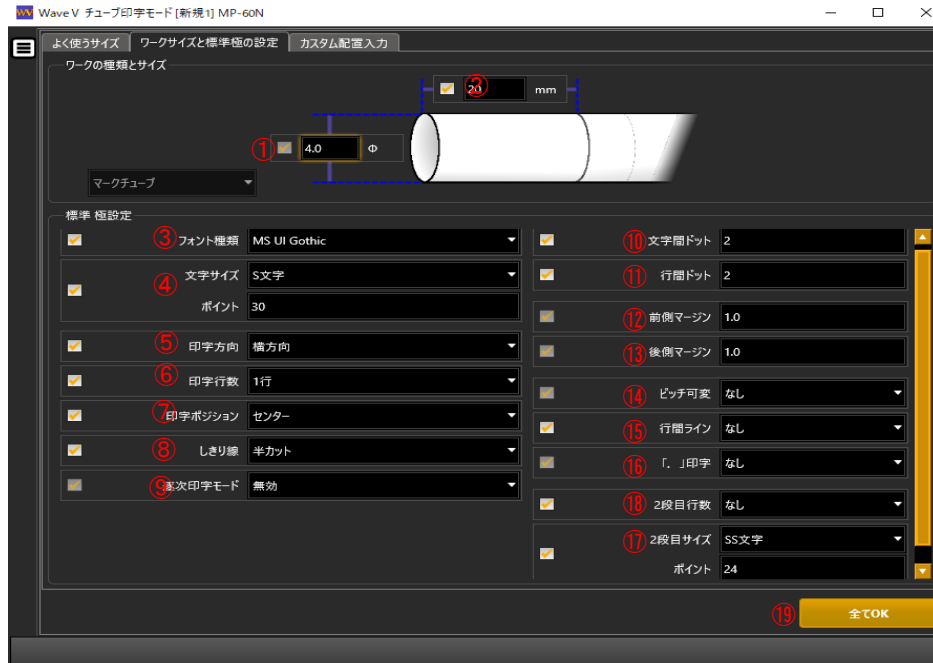 WV Wave V チューブ印字モード [新規1] MP-60N
よく使うサイズ ワークサイズと標準極の設定 カスタム配置入力
ワークの種類とサイズ
③ 20 mm
① 4.0 Φ
マークチューブ
標準 極設定
③ フォント種類 MS UI Gothic
④ 文字サイズ S文字
ポイント 30
⑤ 印字方向 横方向
⑥ 印字行数 1行
⑦ 印字ポジション センター
⑧ しきり線 半カット
⑨ 逐次印字モード 無効
⑩ 文字間ドット 2
⑪ 行間ドット 2
⑫ 前側マージン 1.0
⑬ 後側マージン 1.0
⑭ ピッチ可変 なし
⑮ 行間ライン なし
⑯ 「. 」印字 なし
⑱ 2段目行数 なし
⑰ 2段目サイズ SS文字
ポイント 24
⑲ 全てOK